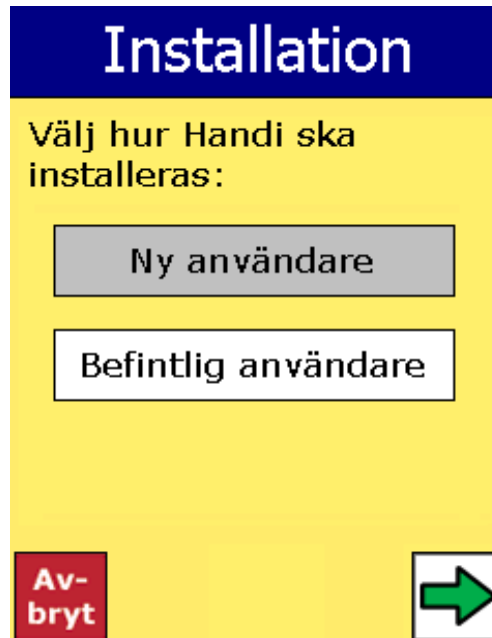 Installation
Välj hur Handi ska
installeras:
Ny användare
Befintlig användare
Av-
bryt